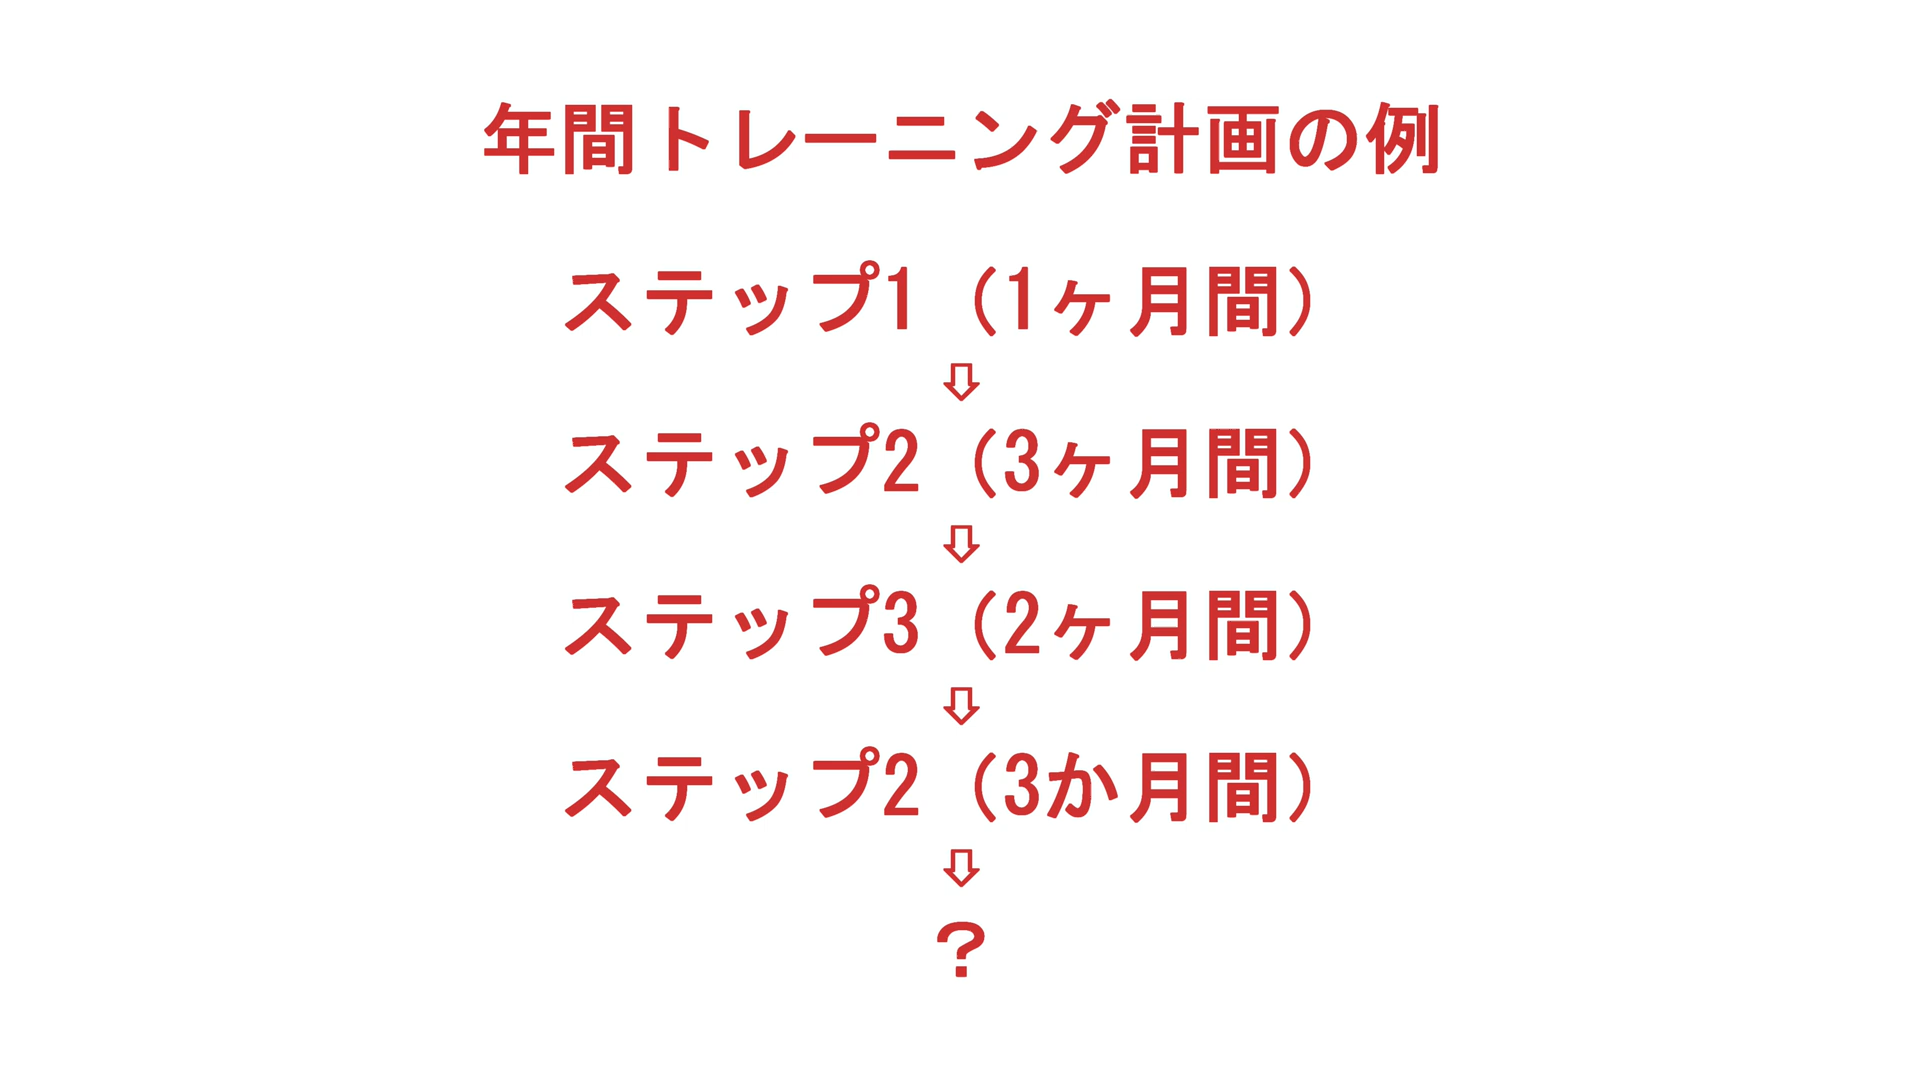 年間トレーニング計画の例
ステップ1（1ヶ月間）
⇩
ステップ2（3ヶ月間）
⇩
ステップ3（2ヶ月間）
⇩
ステップ2（3か月間）
⇩
？